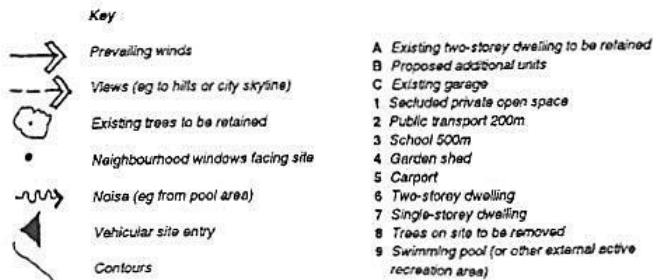 Key
Prevailing winds
Views (eg to hills or city skyline)
Existing trees to be retained
Neighbourhood windows facing site
Noise (eg from pool area)
Vehicular site entry
Contours
A Existing two-storey dwelling to be retained
B Proposed additional units
C Existing garage
1 Secluded private open space
2 Public transport 200m
3 School 500m
4 Garden shed
5 Carport
6 Two-storey dwelling
7 Single-storey dwelling
8 Trees on site to be removed
9 Swimming pool (or other external active
recreation area)